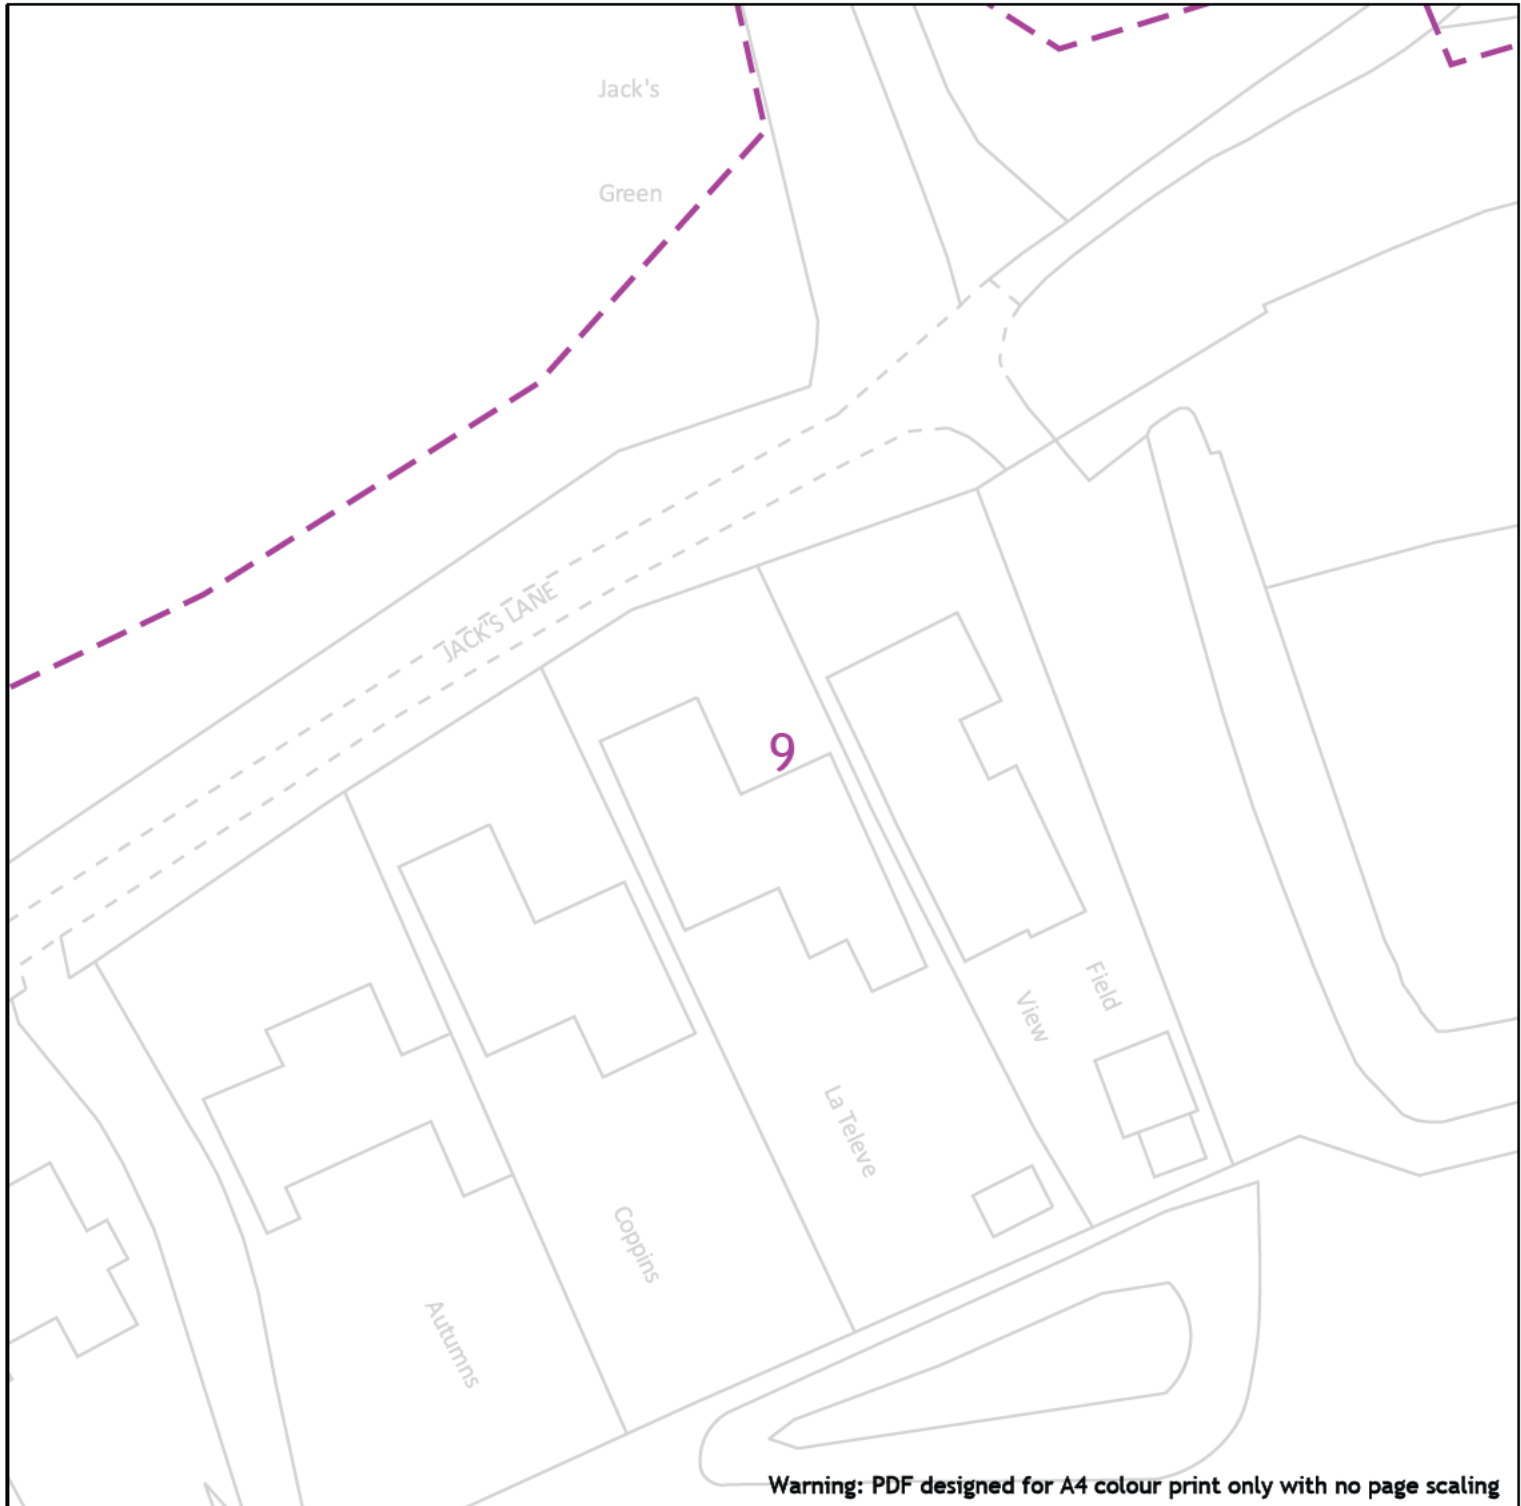 Jack's
Green
JACK'S LANE
9
Field
View
La Televe
Coppins
Autumns
Warning: PDF designed for A4 colour print only with no page scaling